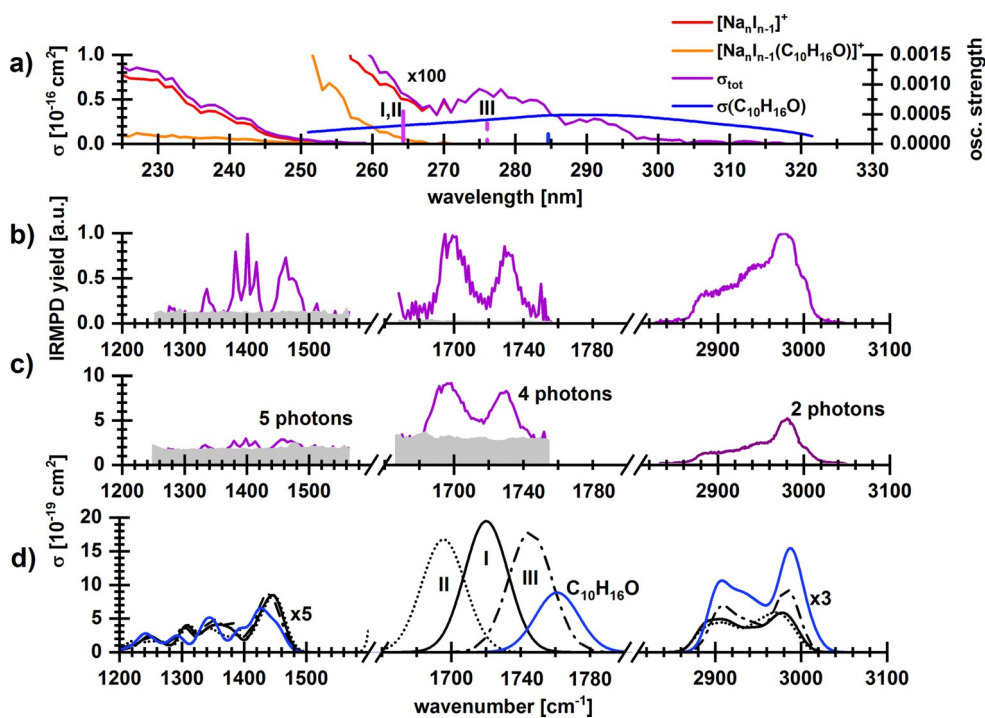 [NanIn-1]+
[NanIn-1(C10H16O)]+
σtot
σ(C10H16O)
a)
x100
I,II
III
1.0
0.5
0.0
σ [10-16 cm2]
0.0015
0.0010
0.0005
0.0000
osc. strength
230 240 250 260 270 280 290 300 310 320 330
wavelength [nm]
b)
IRMPD yield [a.u.]
1.0
0.5
0.0
1200 1300 1400 1500 1700 1740 1780 2900 3000 3100
c)
10
5
0
5 photons
4 photons
2 photons
1200 1300 1400 1500 1700 1740 1780 2900 3000 3100
σ [10-19 cm2]
d)
20
15
10
5
0
x5
II
I
III
C10H16O
x3
1200 1300 1400 1500 1700 1740 1780 2900 3000 3100
wavenumber [cm-1]